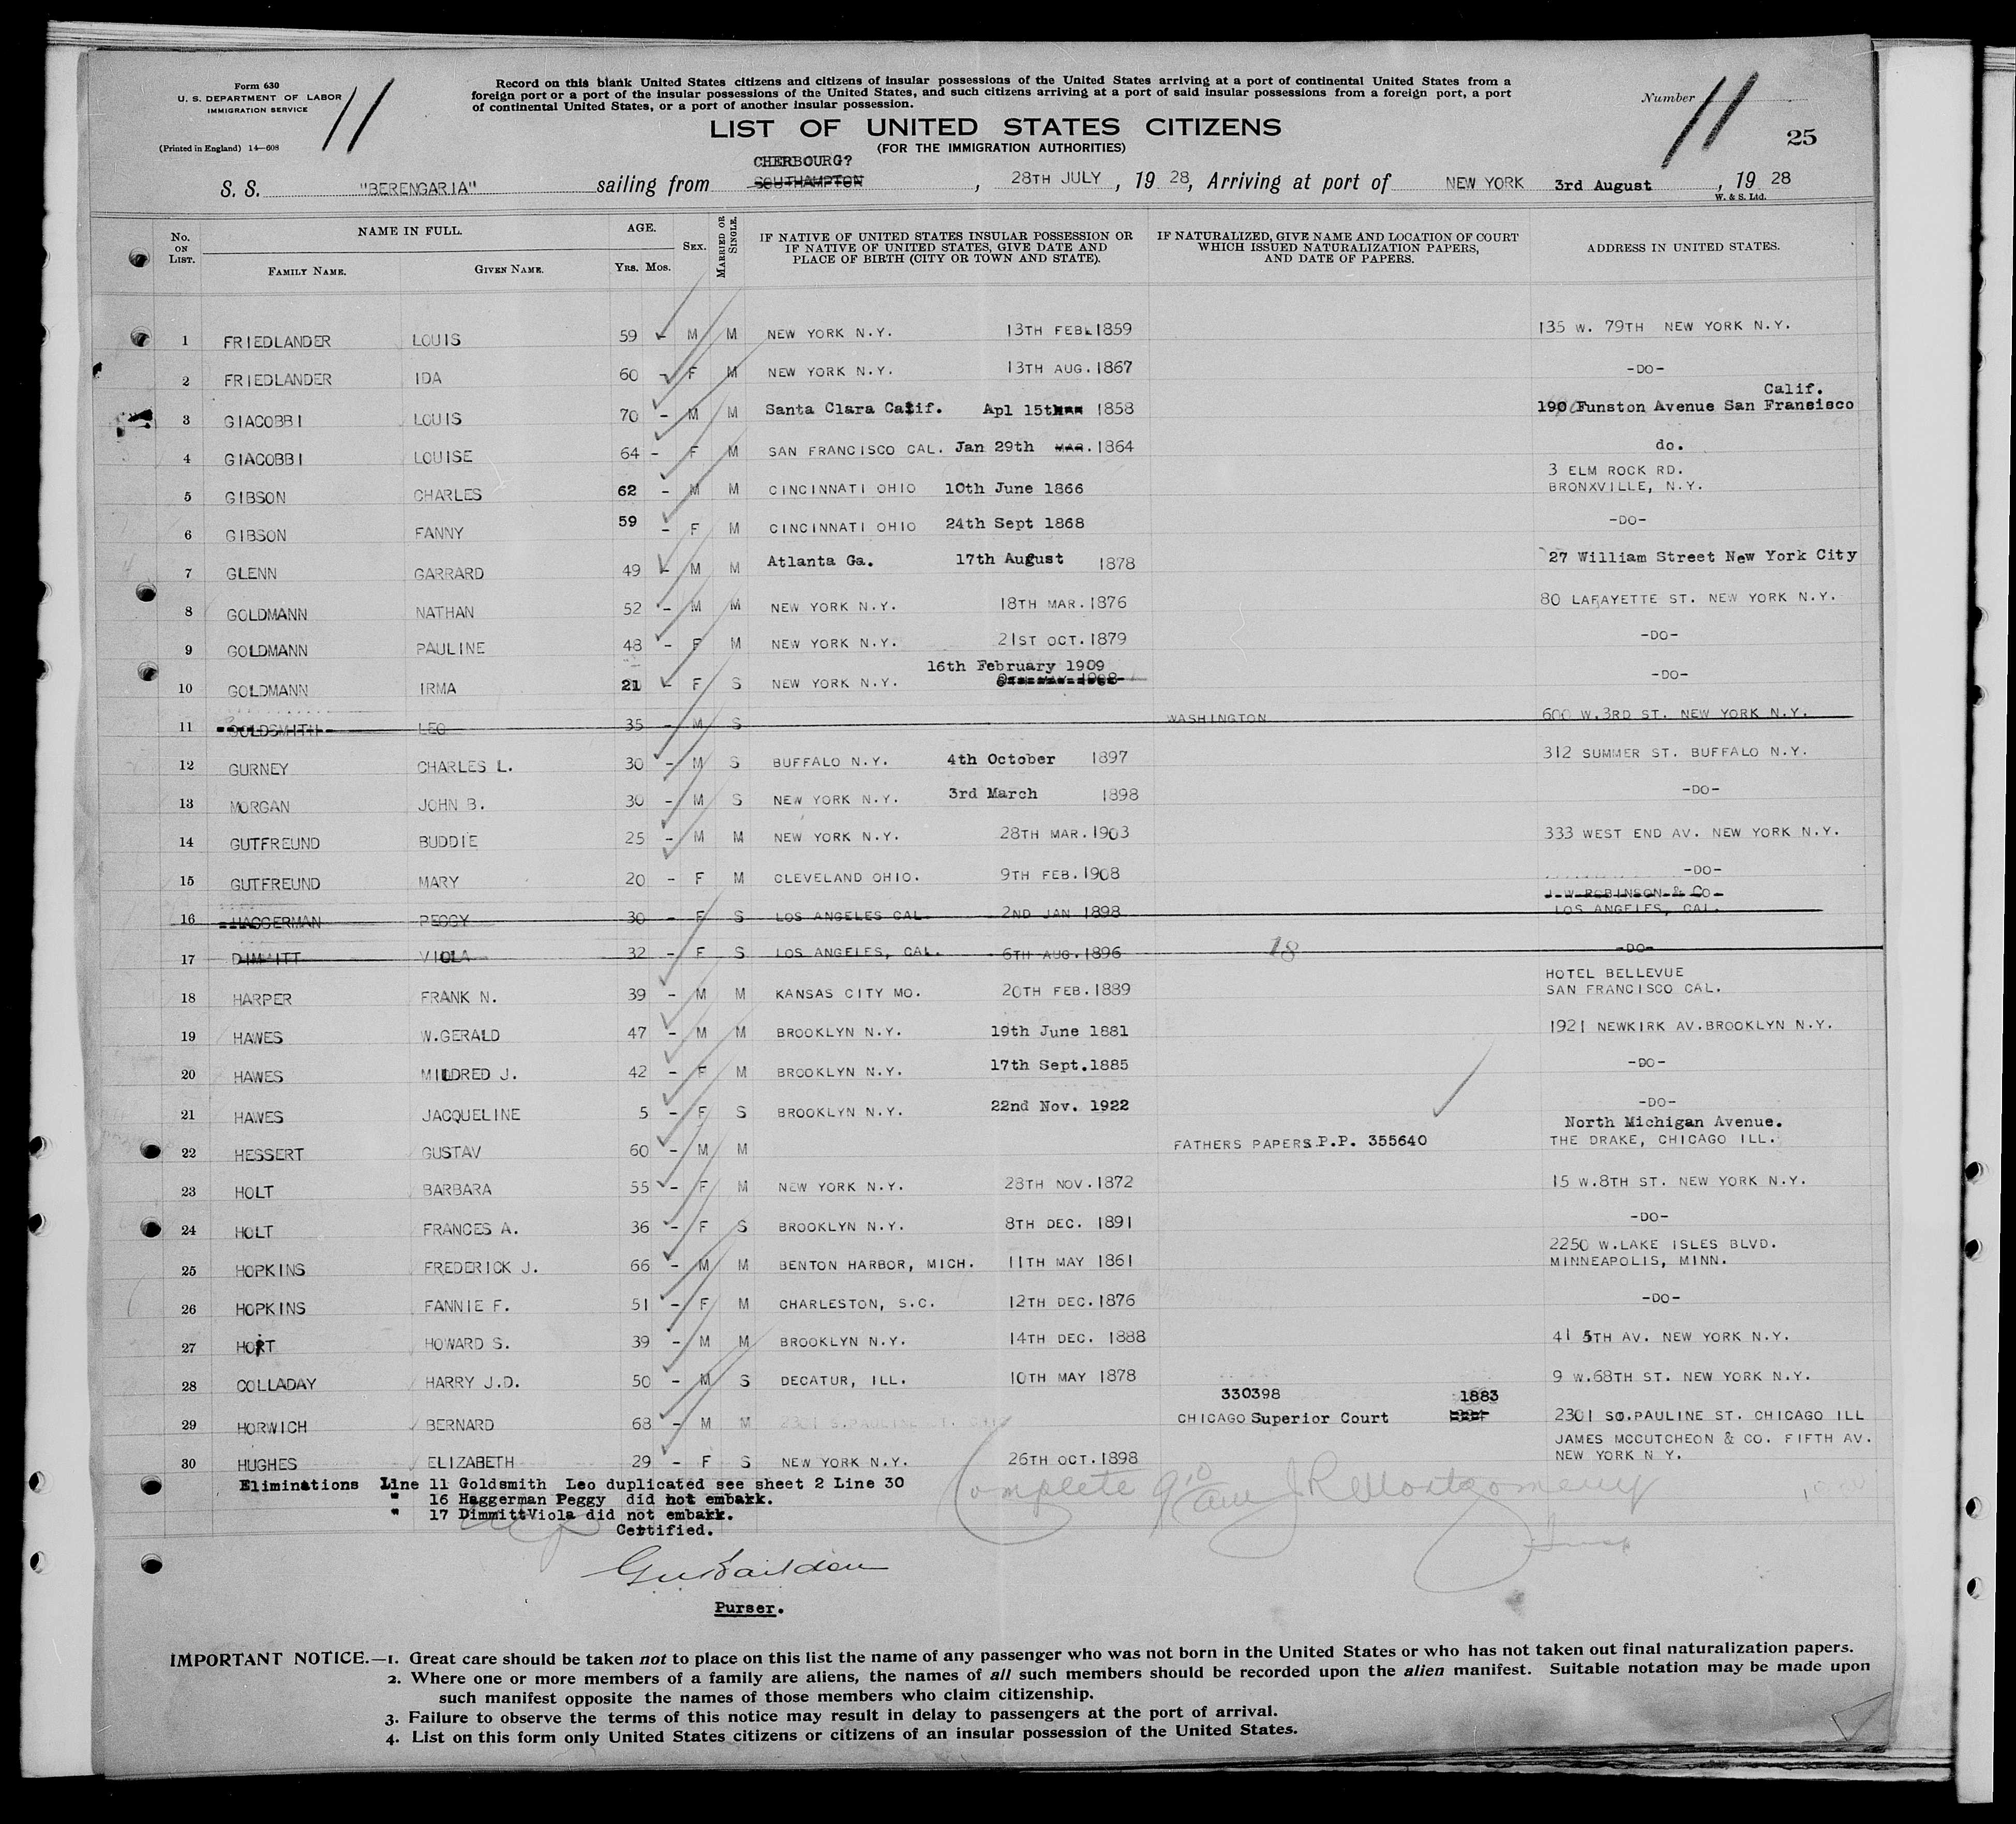 Form 630
U. S. DEPARTMENT OF LABOR
IMMIGRATION SERVICE
(Printed in England) 14—608
11
Record on this blank United States citizens and citizens of insular possessions of the United States arriving at a port of continental United States from a
foreign port or a port of the insular possessions of the United States, and such citizens arriving at a port of said insular possessions from a foreign port, a port
of continental United States, or a port of another insular possession.
Number 11
25
LIST OF UNITED STATES CITIZENS
(FOR THE IMMIGRATION AUTHORITIES)
CHERBOURG?
S. S. "BERENGARIA" sailing from SOUTHAMPTON, 28TH JULY, 19 28, Arriving at port of NEW YORK 3rd August, 19 28
W. & S. Ltd.
No. ON LIST. NAME IN FULL. FAMILY NAME. GIVEN NAME. AGE. YRS. MOS. SEX. MARRIED OR SINGLE. IF NATIVE OF UNITED STATES INSULAR POSSESSION OR IF NATIVE OF UNITED STATES, GIVE DATE AND PLACE OF BIRTH (CITY OR TOWN AND STATE). IF NATURALIZED, GIVE NAME AND LOCATION OF COURT WHICH ISSUED NATURALIZATION PAPERS, AND DATE OF PAPERS. ADDRESS IN UNITED STATES.
1 FRIEDLANDER LOUIS 59 - M M NEW YORK N.Y. 13TH FEB. 1859 135 W. 79TH NEW YORK N.Y.
2 FRIEDLANDER IDA 60 - F M NEW YORK N.Y. 13TH AUG. 1867 -DO-
3 GIACOBBI LOUIS 70 - M M Santa Clara Calif. Apl 15th 1858 190 Funston Avenue San Francisco Calif.
4 GIACOBBI LOUISE 64 - F M SAN FRANCISCO CAL. Jan 29th MAR. 1864 do.
5 GIBSON CHARLES 62 - M M CINCINNATI OHIO 10th June 1866 3 ELM ROCK RD. BRONXVILLE, N.Y.
6 GIBSON FANNY 59 - F M CINCINNATI OHIO 24th Sept 1868 -DO-
7 GLENN GARRARD 49 - M M Atlanta Ga. 17th August 1878 27 William Street New York City
8 GOLDMANN NATHAN 52 - M M NEW YORK N.Y. 18TH MAR. 1876 80 LAFAYETTE ST. NEW YORK N.Y.
9 GOLDMANN PAULINE 48 - F M NEW YORK N.Y. 21ST OCT. 1879 -DO-
10 GOLDMANN IRMA 21 - F S NEW YORK N.Y. 16th February 1909 -DO-
11 GOLDSMITH LEO 35 - M S WASHINGTON 600 W.3RD ST. NEW YORK N.Y.
12 GURNEY CHARLES L. 30 - M S BUFFALO N.Y. 4th October 1897 312 SUMMER ST. BUFFALO N.Y.
13 MORGAN JOHN B. 30 - M S NEW YORK N.Y. 3rd March 1898 -DO-
14 GUTFREUND BUDDIE 25 - M M NEW YORK N.Y. 28TH MAR. 1903 333 WEST END AV. NEW YORK N.Y.
15 GUTFREUND MARY 20 - F M CLEVELAND OHIO. 9TH FEB. 1908 -DO-
16 HAGGERMAN PEGGY 30 - F S LOS ANGELES CAL 2ND JAN 1898 J.W.ROBINSON & CO LOS ANGELES, CAL.
17 DIMMITT VIOLA 32 - F S LOS ANGELES, CAL. 6TH AUG. 1896 18 -DO-
18 HARPER FRANK N. 39 - M M KANSAS CITY MO. 20TH FEB. 1889 HOTEL BELLEVUE SAN FRANCISCO CAL.
19 HAWES W.GERALD 47 - M M BROOKLYN N.Y. 19th June 1881 1921 NEWKIRK AV.BROOKLYN N.Y.
20 HAWES MILDRED J. 42 - F M BROOKLYN N.Y. 17th Sept.1885 -DO-
21 HAWES JACQUELINE 5 - F S BROOKLYN N.Y. 22nd Nov. 1922 -DO-
22 HESSERT GUSTAV 60 - M M FATHERS PAPERS P.P. 355640 North Michigan Avenue. THE DRAKE, CHICAGO ILL.
23 HOLT BARBARA 55 - F M NEW YORK N.Y. 28TH NOV. 1872 15 W.8TH ST. NEW YORK N.Y.
24 HOLT FRANCES A. 36 - F S BROOKLYN N.Y. 8TH DEC. 1891 -DO-
25 HOPKINS FREDERICK J. 66 - M M BENTON HARBOR, MICH. 11TH MAY 1861 2250 W.LAKE ISLES BLVD. MINNEAPOLIS, MINN.
26 HOPKINS FANNIE F. 51 - F M CHARLESTON, S.C. 12TH DEC. 1876 -DO-
27 HORT HOWARD S. 39 - M M BROOKLYN N.Y. 14TH DEC. 1888 41 5TH AV. NEW YORK N.Y.
28 COLLADAY HARRY J.D. 50 - M S DECATUR, ILL. 10TH MAY 1878 9 W.68TH ST. NEW YORK N.Y.
29 HORWICH BERNARD 68 - M M 330398 CHICAGO Superior Court 1883 2301 SO.PAULINE ST. CHICAGO ILL
30 HUGHES ELIZABETH 29 - F S NEW YORK N.Y. 26TH OCT. 1898 JAMES MCCUTCHEON & CO. FIFTH AV. NEW YORK N Y.
Eliminations Line 11 Goldsmith Leo duplicated see sheet 2 Line 30
" 16 Haggerman Peggy did not embark.
" 17 Dimmitt Viola did not embark.
Certified.
Complete 9 10 am J R Montgomery
Purser.
IMPORTANT NOTICE.—1. Great care should be taken not to place on this list the name of any passenger who was not born in the United States or who has not taken out final naturalization papers.
2. Where one or more members of a family are aliens, the names of all such members should be recorded upon the alien manifest. Suitable notation may be made upon
such manifest opposite the names of those members who claim citizenship.
3. Failure to observe the terms of this notice may result in delay to passengers at the port of arrival.
4. List on this form only United States citizens or citizens of an insular possession of the United States.